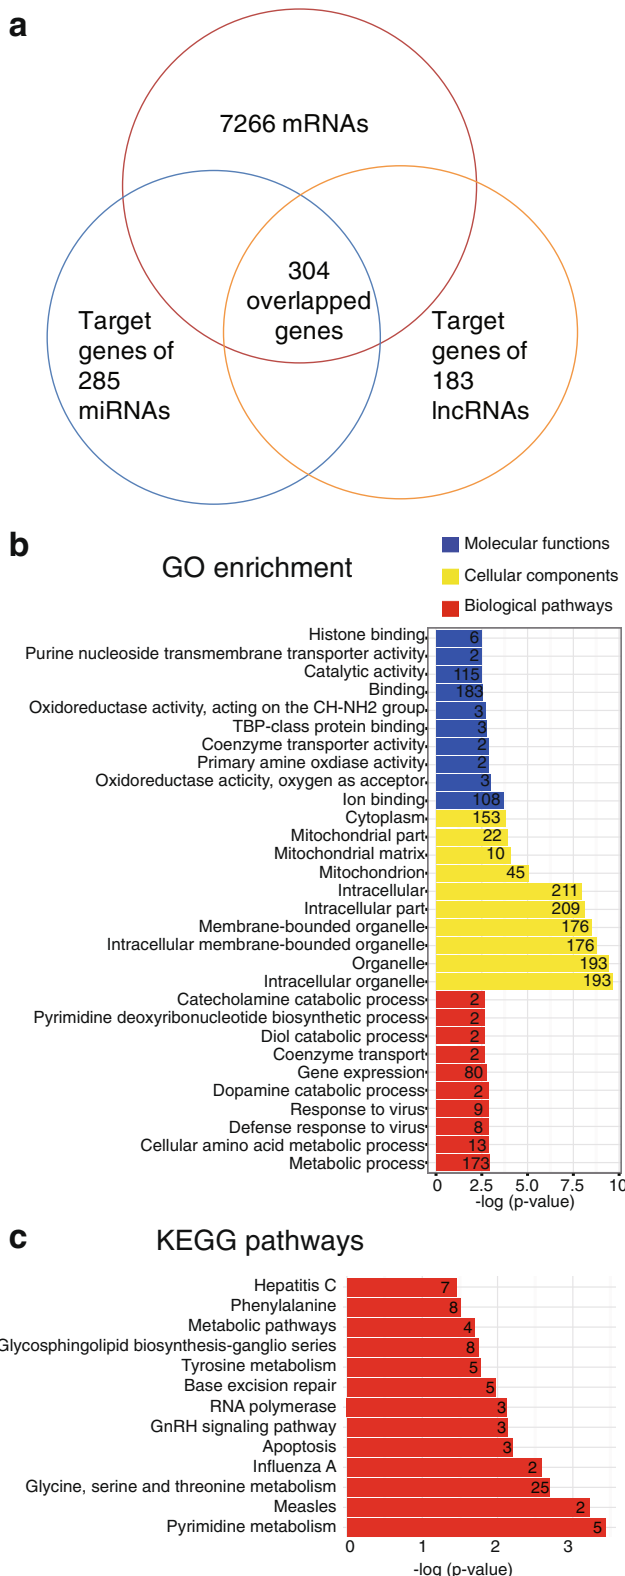 a
7266 mRNAs
304
overlapped
genes
Target
genes of
285
miRNAs
Target
genes of
183
lncRNAs
b
GO enrichment
Molecular functions
Cellular components
Biological pathways
Histone binding 6
Purine nucleoside transmembrane transporter activity 2
Catalytic activity 115
Binding 183
Oxidoreductase activity, acting on the CH-NH2 group 3
TBP-class protein binding 3
Coenzyme transporter activity 2
Primary amine oxdiase activity 2
Oxidoreductase acticity, oxygen as acceptor 3
Ion binding 108
Cytoplasm 153
Mitochondrial part 22
Mitochondrial matrix 10
Mitochondrion 45
Intracellular 211
Intracellular part 209
Membrane-bounded organelle 176
Intracellular membrane-bounded organelle 176
Organelle 193
Intracellular organelle 193
Catecholamine catabolic process 2
Pyrimidine deoxyribonucleotide biosynthetic process 2
Diol catabolic process 2
Coenzyme transport 2
Gene expression 80
Dopamine catabolic process 2
Response to virus 9
Defense response to virus 8
Cellular amino acid metabolic process 13
Metabolic process 173
0 2.5 5.0 7.5 10
-log (p-value)
c
KEGG pathways
Hepatitis C 7
Phenylalanine 8
Metabolic pathways 4
Glycosphingolipid biosynthesis-ganglio series 8
Tyrosine metabolism 5
Base excision repair 5
RNA polymerase 3
GnRH signaling pathway 3
Apoptosis 3
Influenza A 2
Glycine, serine and threonine metabolism 25
Measles 2
Pyrimidine metabolism 5
0 1 2 3
-log (p-value)